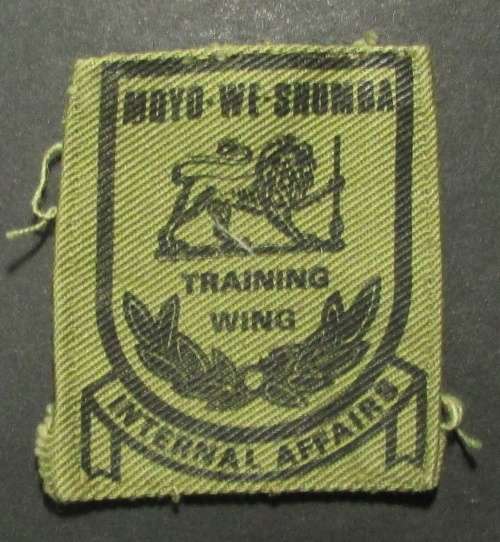 MOYO-WE-SHUMBA
TRAINING
WING
INTERNAL AFFAIRS